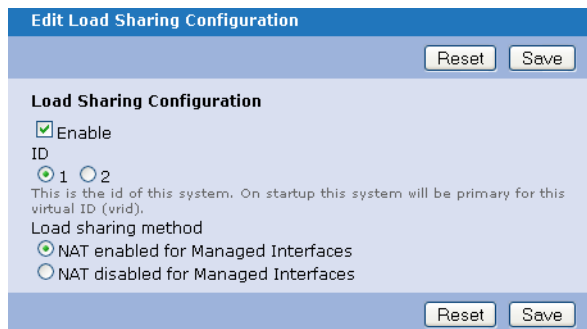 Edit Load Sharing Configuration
Reset Save
Load Sharing Configuration
Enable
ID
1 2
This is the id of this system. On startup this system will be primary for this
virtual ID (vrid).
Load sharing method
NAT enabled for Managed Interfaces
NAT disabled for Managed Interfaces
Reset Save